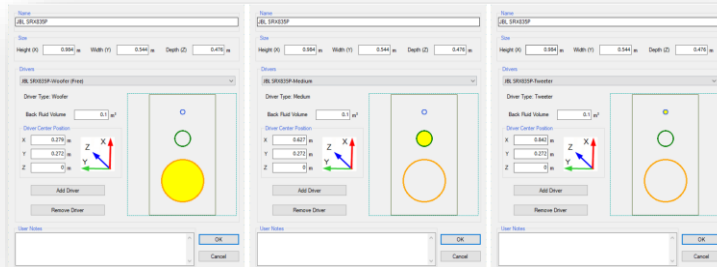 Name
JBL SRX835P
Size
Height (X) 0.984 m Width (Y) 0.544 m Depth (Z) 0.476 m
Drivers
JBL SRX835P-Woofer (Free)
Driver Type: Woofer
Back Fluid Volume 0.1 m³
Driver Center Position
X 0.279 m
Y 0.272 m
Z 0 m
Z X
Y
Add Driver
Remove Driver
User Notes
OK
Cancel
Name
JBL SRX835P
Size
Height (X) 0.984 m Width (Y) 0.544 m Depth (Z) 0.476 m
Drivers
JBL SRX835P-Medium
Driver Type: Medium
Back Fluid Volume 0.1 m³
Driver Center Position
X 0.627 m
Y 0.272 m
Z 0 m
Z X
Y
Add Driver
Remove Driver
User Notes
OK
Cancel
Name
JBL SRX835P
Size
Height (X) 0.984 m Width (Y) 0.544 m Depth (Z) 0.476 m
Drivers
JBL SRX835P-Tweeter
Driver Type: Tweeter
Back Fluid Volume 0.1 m³
Driver Center Position
X 0.842 m
Y 0.272 m
Z 0 m
Z X
Y
Add Driver
Remove Driver
User Notes
OK
Cancel